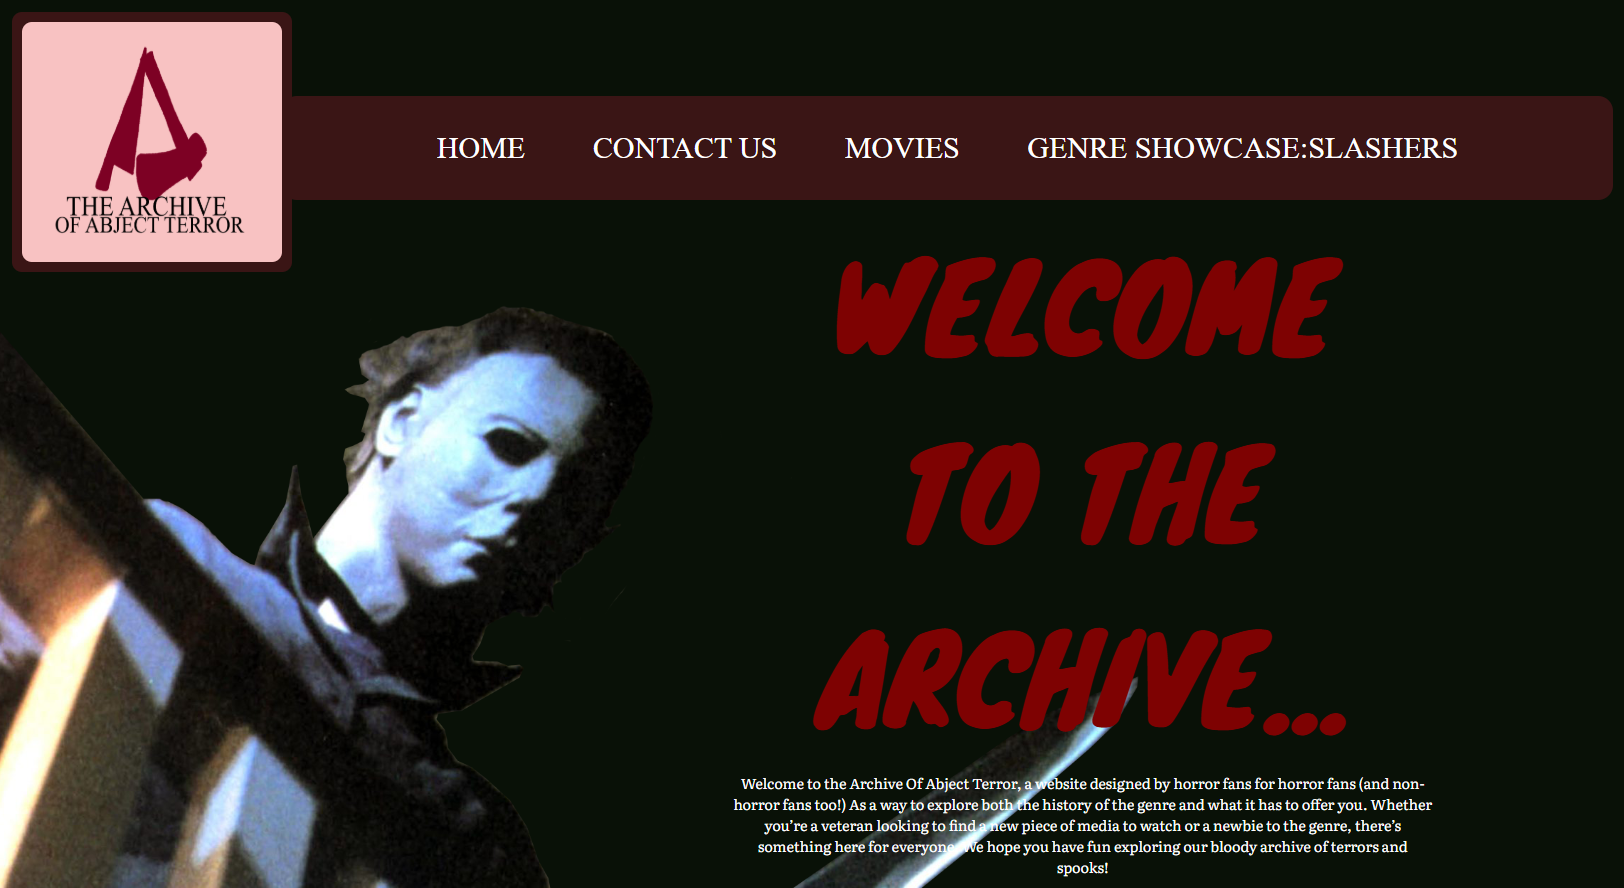 THE ARCHIVE
OF ABJECT TERROR
HOME CONTACT US MOVIES GENRE SHOWCASE:SLASHERS
WELCOME
TO THE
ARCHIVE...
Welcome to the Archive Of Abject Terror, a website designed by horror fans for horror fans (and non-
horror fans too!) As a way to explore both the history of the genre and what it has to offer you. Whether
you’re a veteran looking to find a new piece of media to watch or a newbie to the genre, there’s
something here for everyone. We hope you have fun exploring our bloody archive of terrors and
spooks!